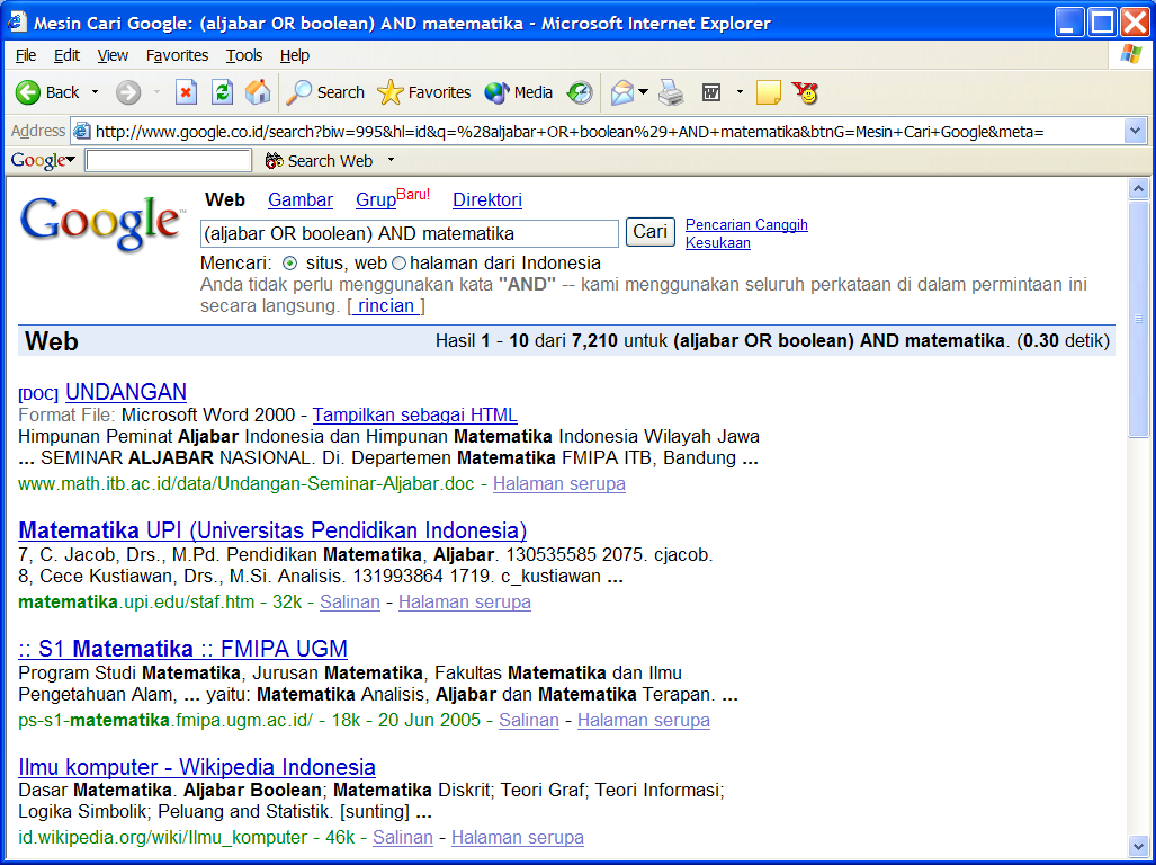 Mesin Cari Google: (aljabar OR boolean) AND matematika - Microsoft Internet Explorer
File Edit View Favorites Tools Help
Back Search Favorites Media
Address http://www.google.co.id/search?biw=995&hl=id&q=%28aljabar+OR+boolean%29+AND+matematika&btnG=Mesin+Cari+Google&meta=
Google Search Web
Google™
Web Gambar Grup Baru! Direktori
(aljabar OR boolean) AND matematika Cari Pencarian Canggih
Kesukaan
Mencari: situs, web halaman dari Indonesia
Anda tidak perlu menggunakan kata "AND" -- kami menggunakan seluruh perkataan di dalam permintaan ini
secara langsung. [ rincian ]
Web Hasil 1 - 10 dari 7,210 untuk (aljabar OR boolean) AND matematika. (0.30 detik)
[DOC] UNDANGAN
Format File: Microsoft Word 2000 - Tampilkan sebagai HTML
Himpunan Peminat Aljabar Indonesia dan Himpunan Matematika Indonesia Wilayah Jawa
... SEMINAR ALJABAR NASIONAL. Di. Departemen Matematika FMIPA ITB, Bandung ...
www.math.itb.ac.id/data/Undangan-Seminar-Aljabar.doc - Halaman serupa
Matematika UPI (Universitas Pendidikan Indonesia)
7, C. Jacob, Drs., M.Pd. Pendidikan Matematika, Aljabar. 130535585 2075. cjacob.
8, Cece Kustiawan, Drs., M.Si. Analisis. 131993864 1719. c_kustiawan ...
matematika.upi.edu/staf.htm - 32k - Salinan - Halaman serupa
:: S1 Matematika :: FMIPA UGM
Program Studi Matematika, Jurusan Matematika, Fakultas Matematika dan Ilmu
Pengetahuan Alam, ... yaitu: Matematika Analisis, Aljabar dan Matematika Terapan. ...
ps-s1-matematika.fmipa.ugm.ac.id/ - 18k - 20 Jun 2005 - Salinan - Halaman serupa
Ilmu komputer - Wikipedia Indonesia
Dasar Matematika. Aljabar Boolean; Matematika Diskrit; Teori Graf; Teori Informasi;
Logika Simbolik; Peluang and Statistik. [sunting] ...
id.wikipedia.org/wiki/Ilmu_komputer - 46k - Salinan - Halaman serupa